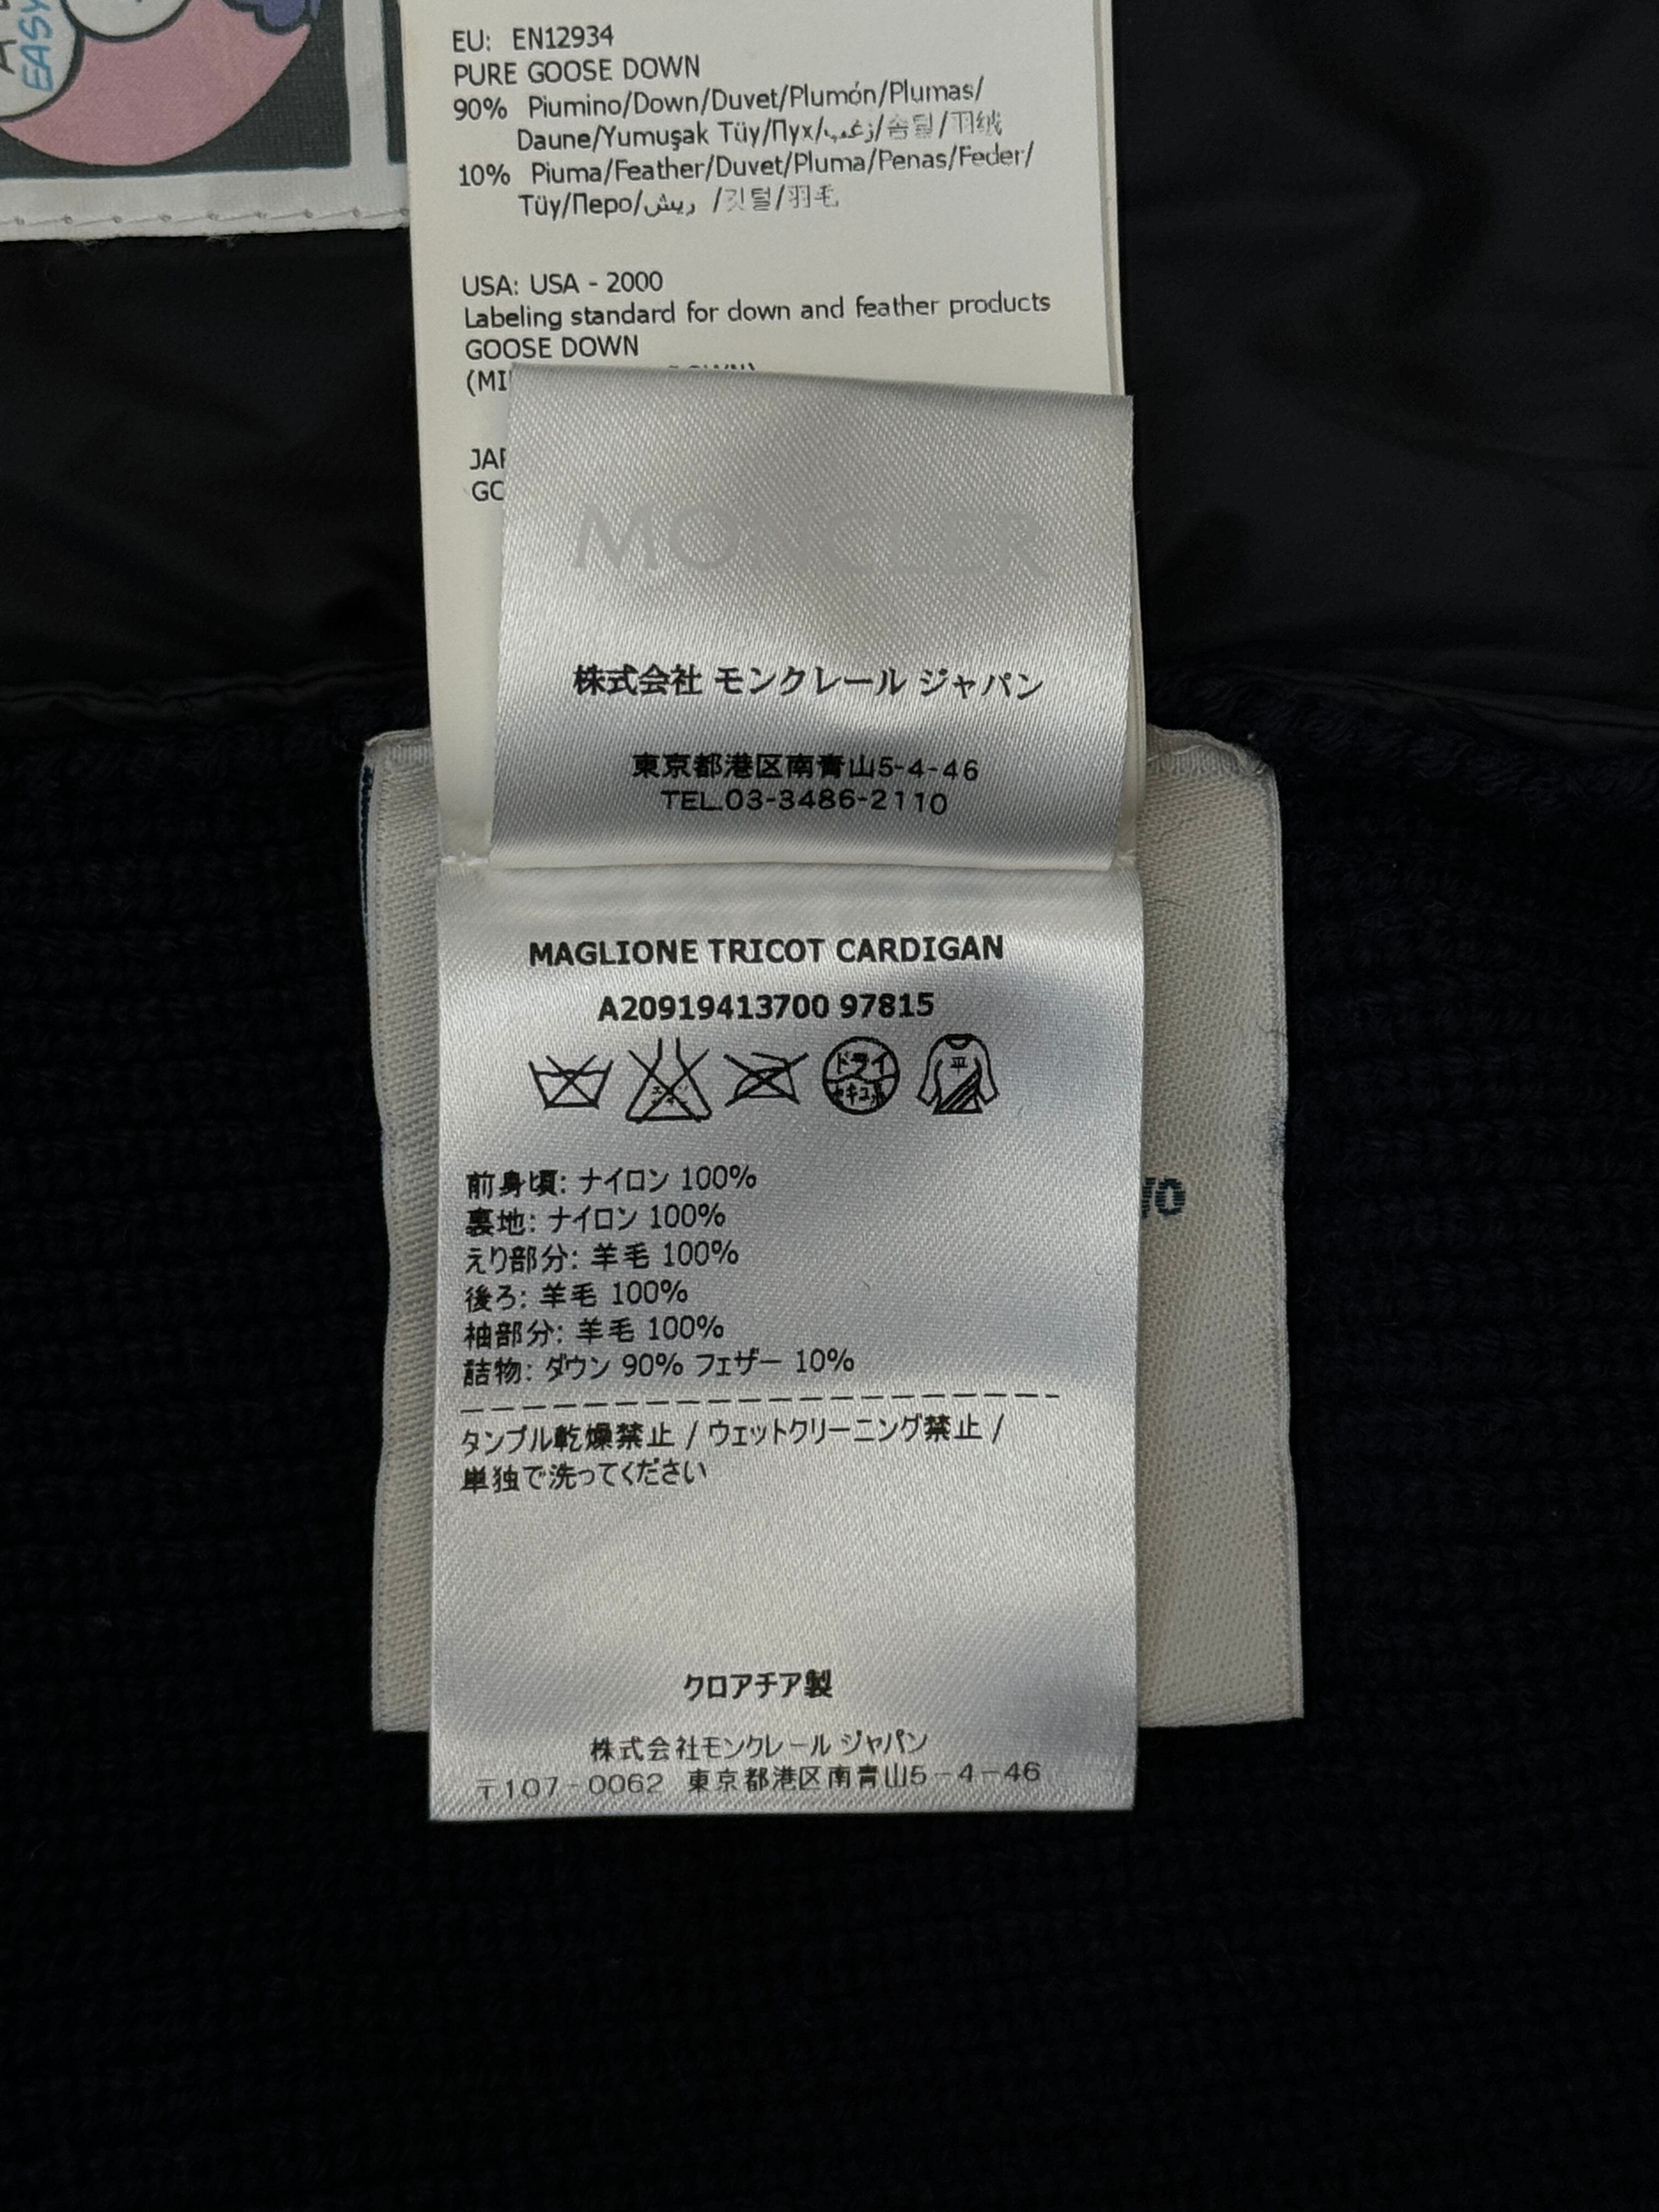 EASY
EU: EN12934
PURE GOOSE DOWN
90% Piumino/Down/Duvet/Plumón/Plumas/
Daune/Yumuşak Tüy/Пух/زغب/솜털/羽绒
10% Piuma/Feather/Duvet/Pluma/Penas/Feder/
Tüy/Перо/ريش /깃털/羽毛
USA: USA - 2000
Labeling standard for down and feather products
GOOSE DOWN
MONCLER
株式会社 モンクレール ジャパン
東京都港区南青山5-4-46
TEL.03-3486-2110
MAGLIONE TRICOT CARDIGAN
A20919413700 97815
ドライ
セキユ系
平
前身頃: ナイロン 100%
裏地: ナイロン 100%
えり部分: 羊毛 100%
後ろ: 羊毛 100%
袖部分: 羊毛 100%
詰物: ダウン 90% フェザー 10%
タンブル乾燥禁止 / ウェットクリーニング禁止 /
単独で洗ってください
クロアチア製
株式会社モンクレール ジャパン
〒107-0062 東京都港区南青山5-4-46